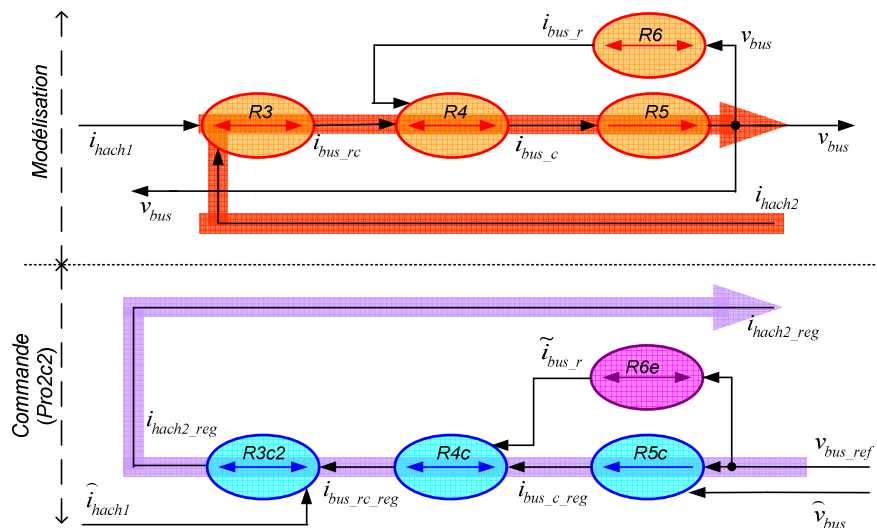 i_bus_r R6 v_bus
Modélisation
R3 R4 R5
i_hach1 i_bus_rc i_bus_c v_bus
v_bus i_hach2
i_hach2_reg
ĩ_bus_r R6e
Commande
(Pro2c2)
i_hach2_reg R3c2 R4c R5c v_bus_ref
î_hach1 i_bus_rc_reg i_bus_c_reg v̂_bus